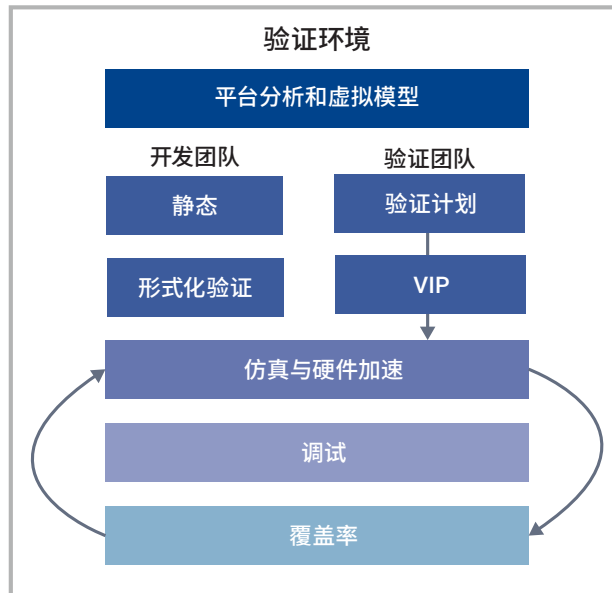 验证环境
平台分析和虚拟模型
开发团队
验证团队
静态
验证计划
形式化验证
VIP
仿真与硬件加速
调试
覆盖率